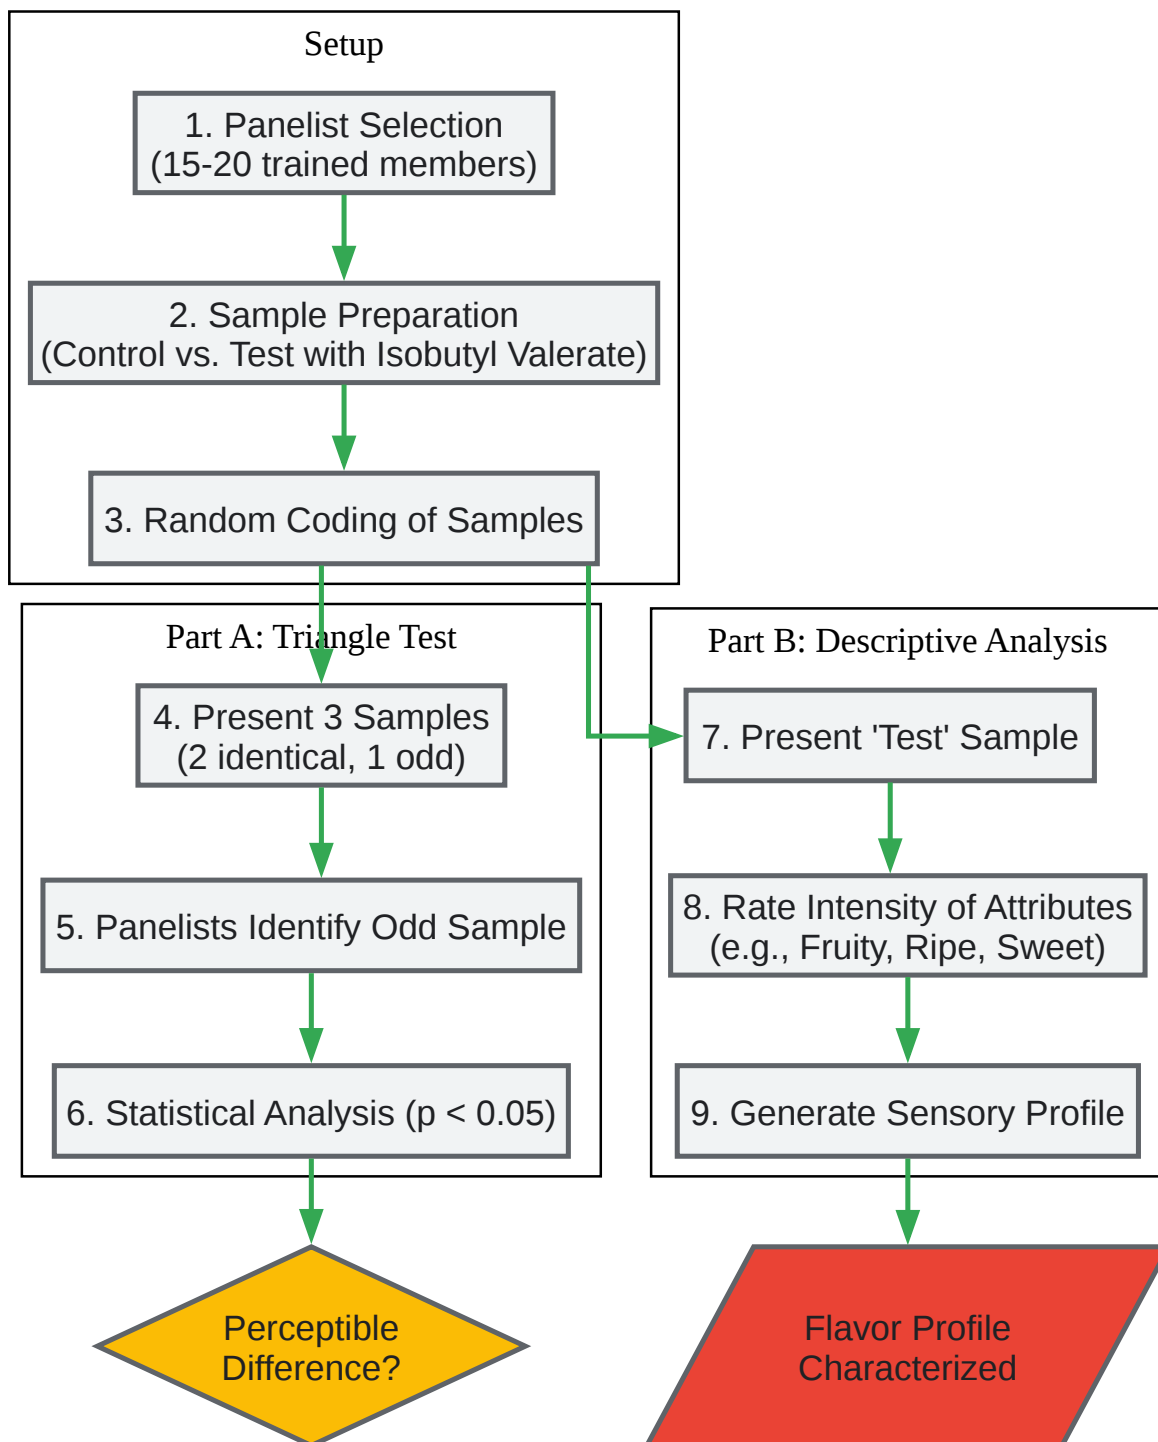 Setup
1. Panelist Selection
(15-20 trained members)
2. Sample Preparation
(Control vs. Test with Isobutyl Valerate)
3. Random Coding of Samples
Part A: Triangle Test
4. Present 3 Samples
(2 identical, 1 odd)
5. Panelists Identify Odd Sample
6. Statistical Analysis (p < 0.05)
Perceptible
Difference?
Part B: Descriptive Analysis
7. Present 'Test' Sample
8. Rate Intensity of Attributes
(e.g., Fruity, Ripe, Sweet)
9. Generate Sensory Profile
Flavor Profile
Characterized